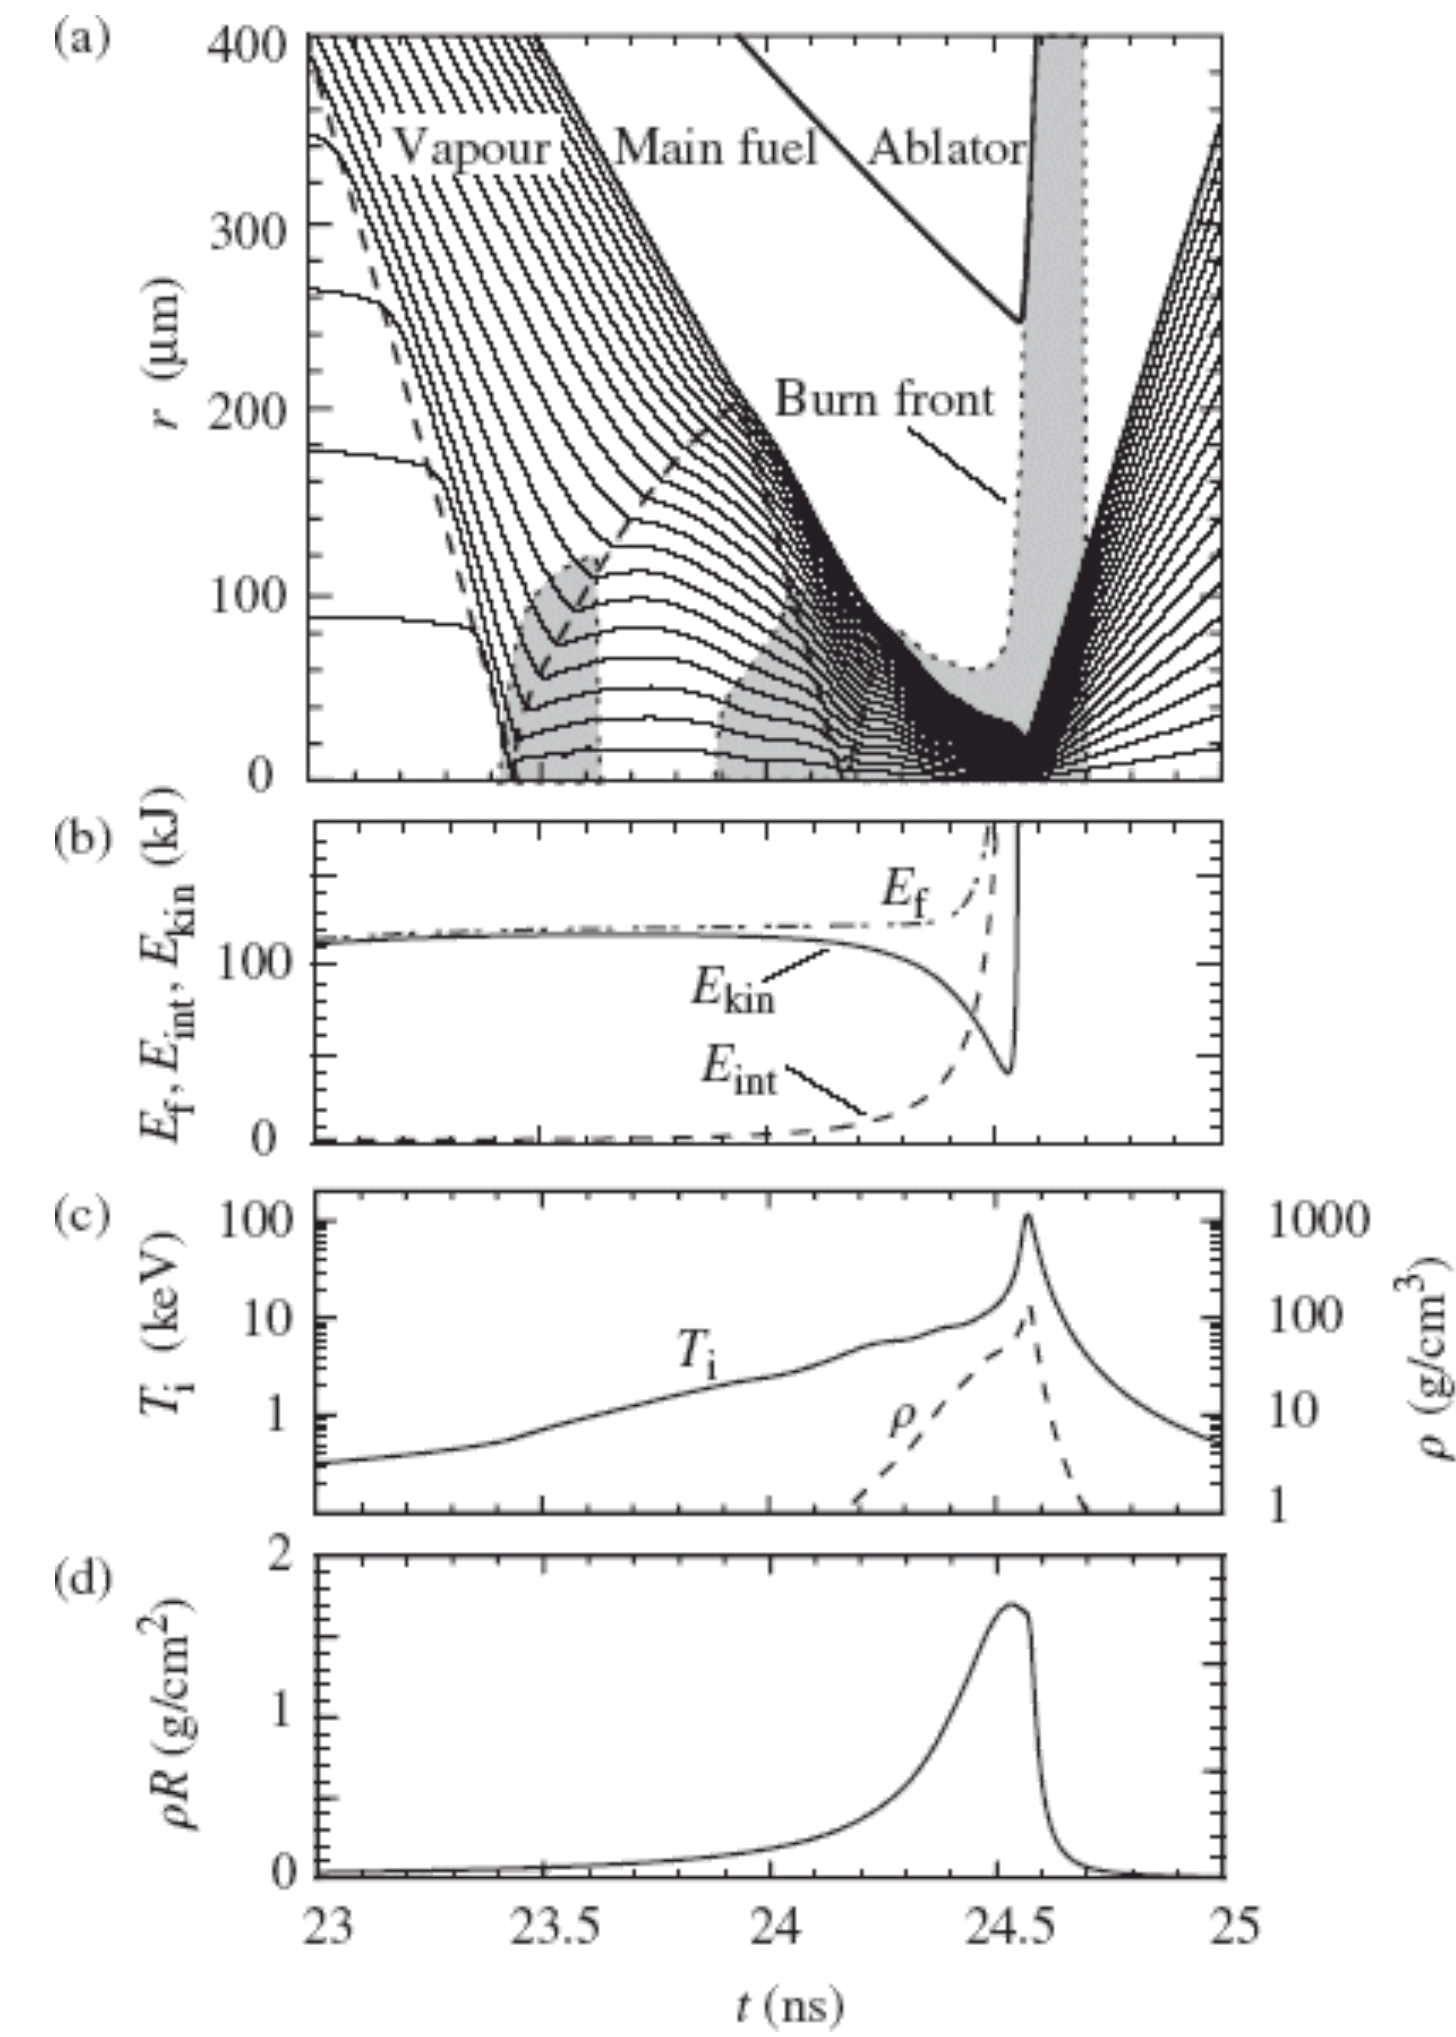 (a)
400
300
200
100
0
r (μm)
Vapour
Main fuel
Ablator
Burn front
(b)
100
0
E_f, E_int, E_kin (kJ)
E_f
E_kin
E_int
(c)
100
10
1
T_i (keV)
T_i
ρ
1000
100
10
1
ρ (g/cm³)
(d)
2
1
0
ρR (g/cm²)
23 23.5 24 24.5 25
t (ns)